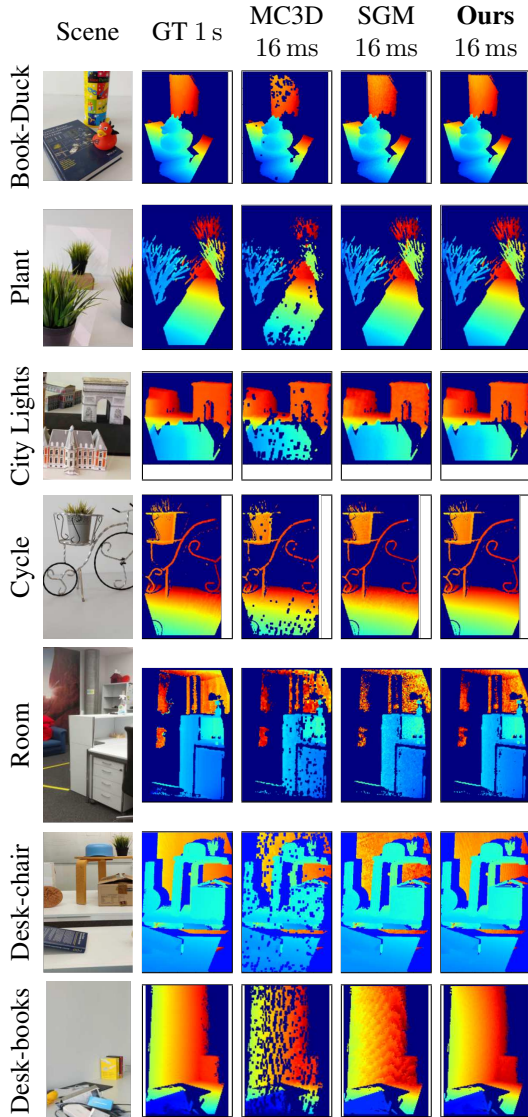 Scene GT 1 s MC3D SGM Ours
16 ms 16 ms 16 ms
Book-Duck
Plant
City Lights
Cycle
Room
Desk-chair
Desk-books